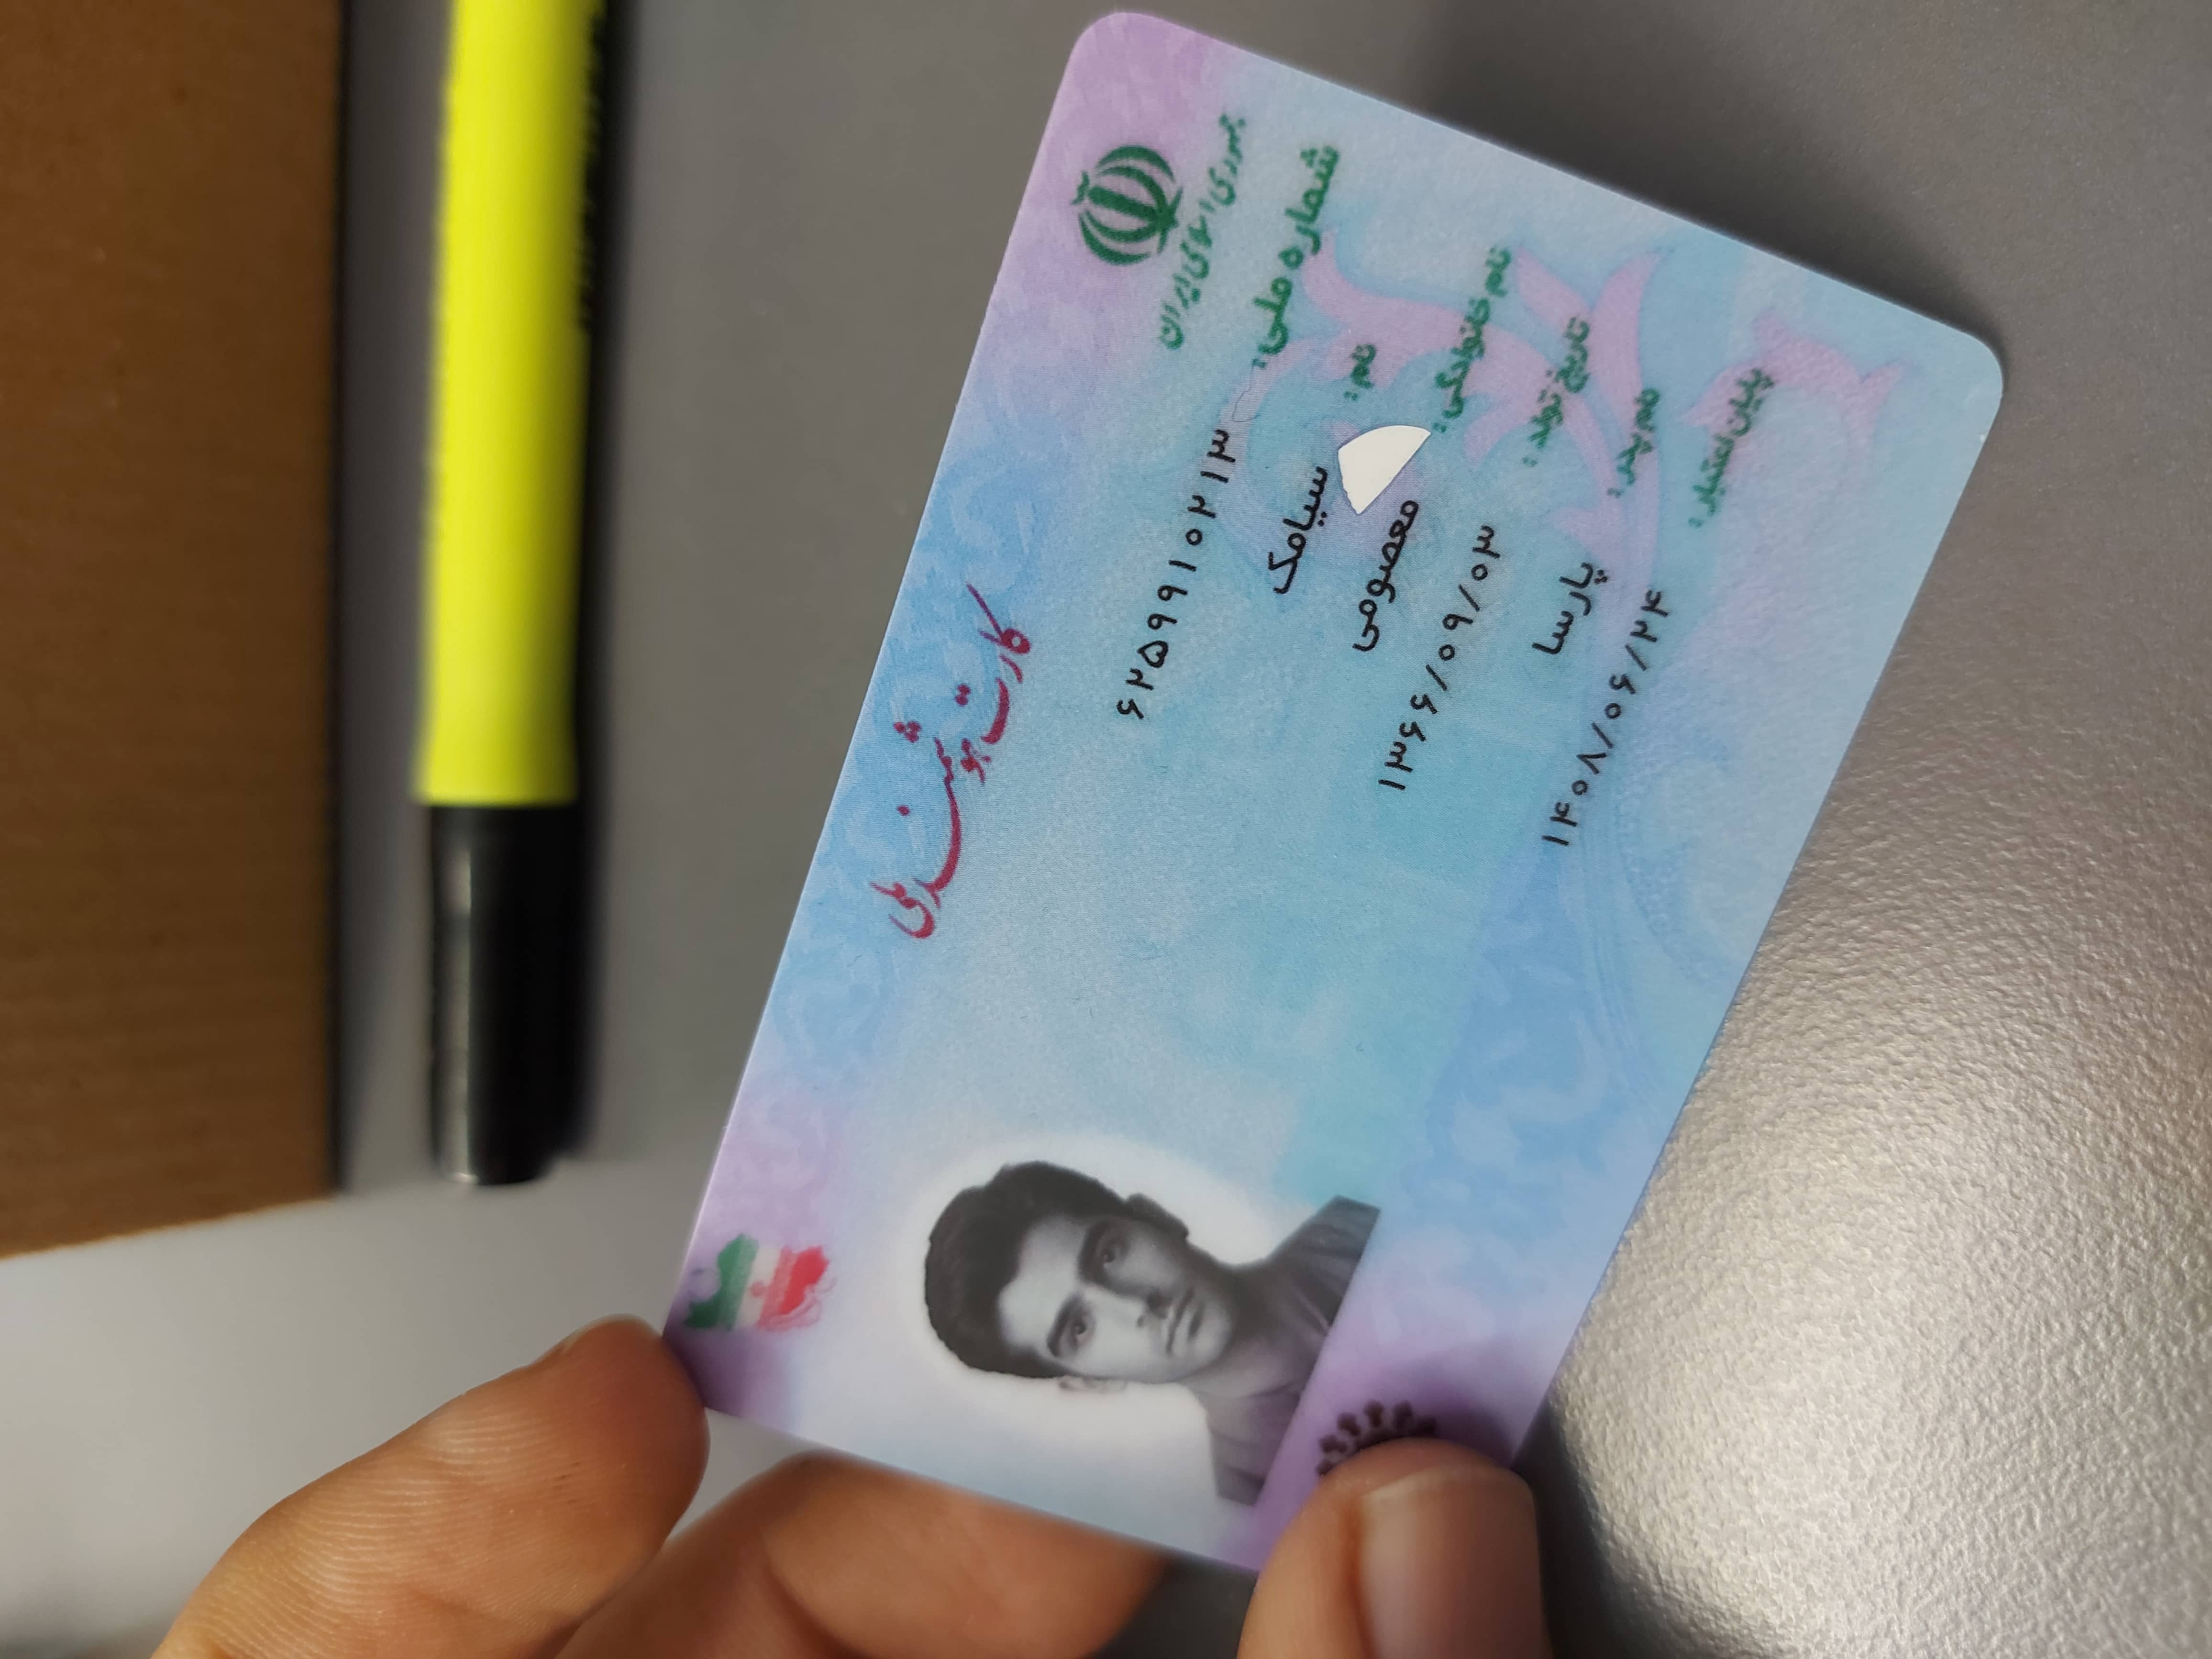 جمهوری اسلامی ایران
کارت هوشمند ملی
شماره ملی: ۶۲۵۹۹۱۰۲۱۳
نام: سیامک
نام خانوادگی: معصومی
تاریخ تولد: ۱۳۶۶/۰۹/۰۳
نام پدر: پارسا
پایان اعتبار: ۱۴۰۸/۰۶/۲۴